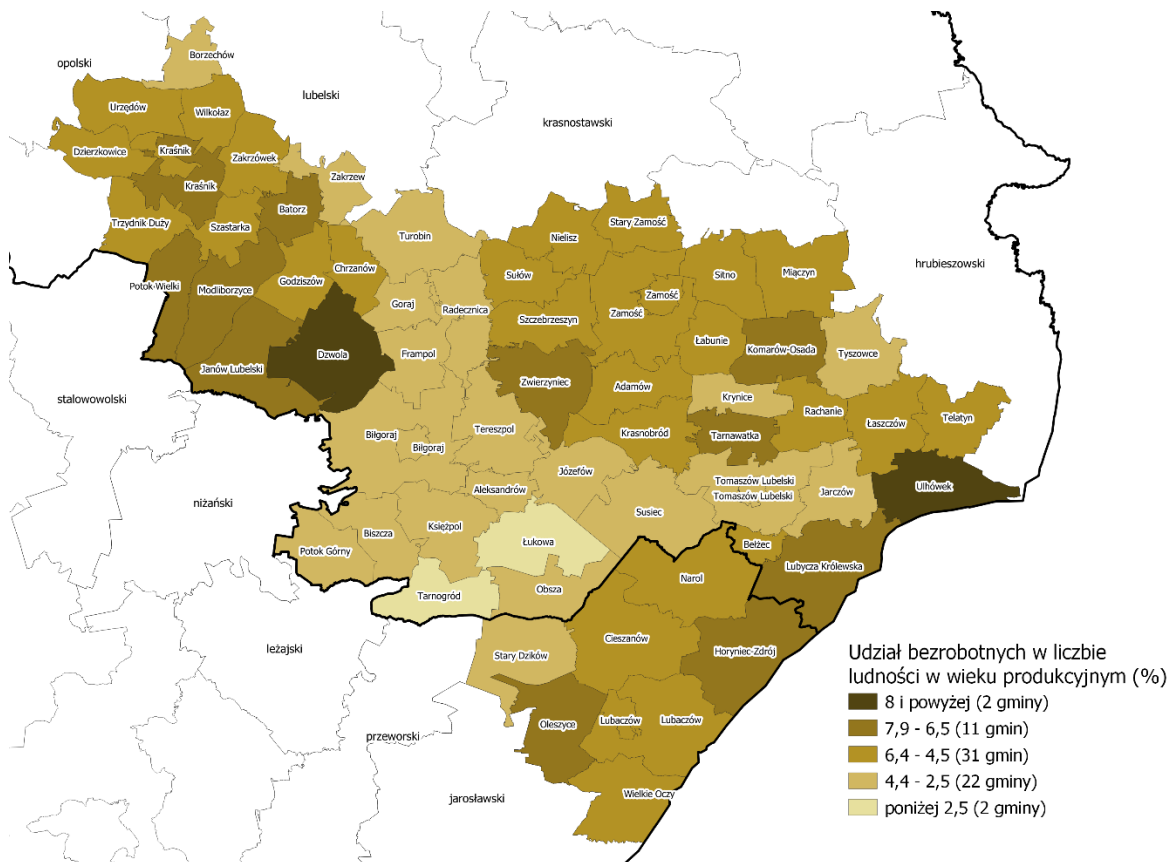 Borzechów
opolski
lubelski
Urzędów
Wilkołaz
krasnostawski
Dzierzkowice
Kraśnik
Zakrzówek
Zakrzew
Kraśnik
Batorz
Trzydnik Duży
Szastarka
Stary Zamość
Turobin
Nielisz
hrubieszowski
Potok Wielki
Modliborzyce
Godziszów
Chrzanów
Sułów
Sitno
Miączyn
Goraj
Radecznica
Zamość
Szczebrzeszyn
Zamość
Łabunie
Komarów-Osada
Dzwola
Frampol
Tyszowce
Janów Lubelski
Zwierzyniec
Adamów
Krynice
stalowowolski
Rachanie
Telatyn
Łaszczów
Biłgoraj
Tereszpol
Krasnobród
Tarnawatka
Biłgoraj
Józefów
Tomaszów Lubelski
Ulhówek
niżański
Aleksandrów
Tomaszów Lubelski
Jarczów
Susiec
Księżpol
Biszcza
Łukowa
Potok Górny
Bełżec
Lubycza Królewska
Narol
Obsza
Tarnogród
Cieszanów
leżajski
Horyniec-Zdrój
Stary Dzików
Oleszyce
Lubaczów
Lubaczów
przeworski
Wielkie Oczy
jarosławski
Udział bezrobotnych w liczbie
ludności w wieku produkcyjnym (%)
8 i powyżej (2 gminy)
7,9 - 6,5 (11 gmin)
6,4 - 4,5 (31 gmin)
4,4 - 2,5 (22 gminy)
poniżej 2,5 (2 gminy)